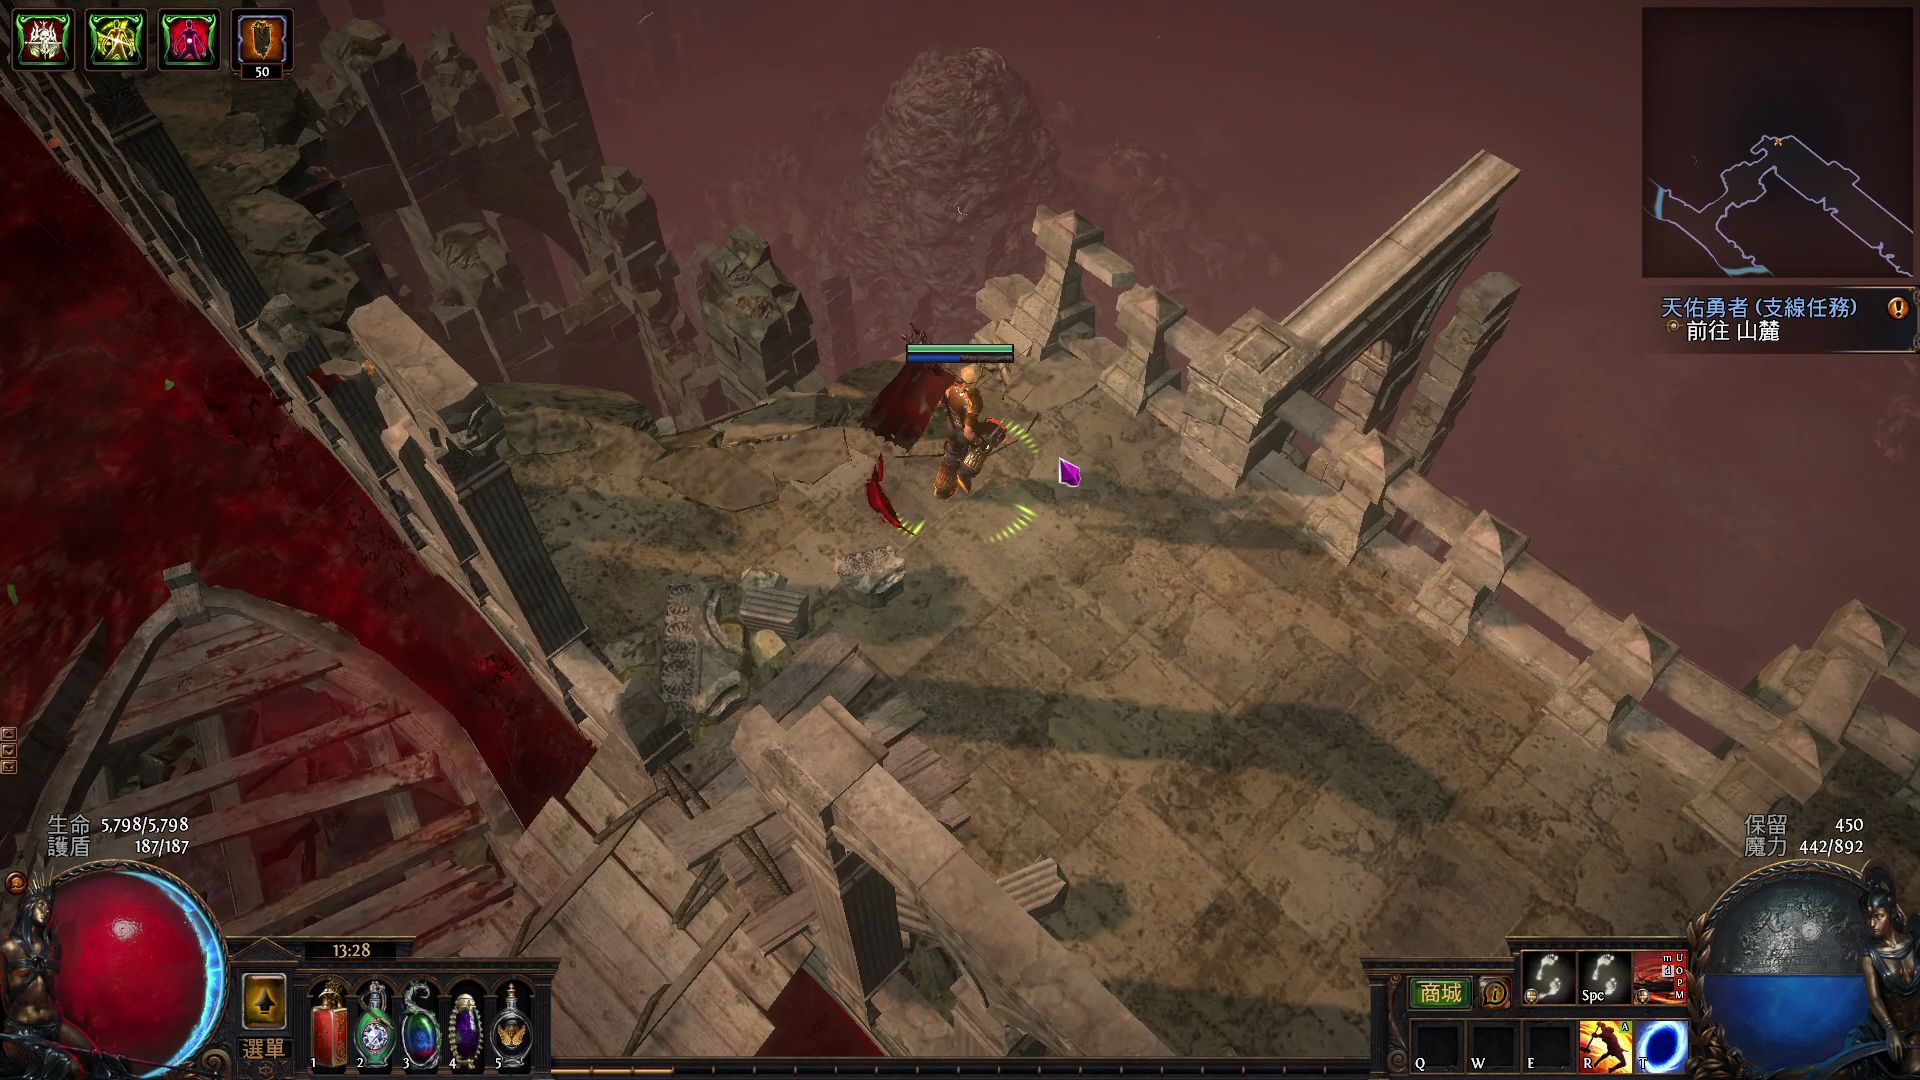 50
天佑勇者 (支線任務)
前往 山麓
生命 5,798/5,798
護盾 187/187
保留 450
魔力 442/892
13:28
選單
1
2
3
4
5
商城
Spc
m U
d O
P
M
Q
W
E
R
A
T